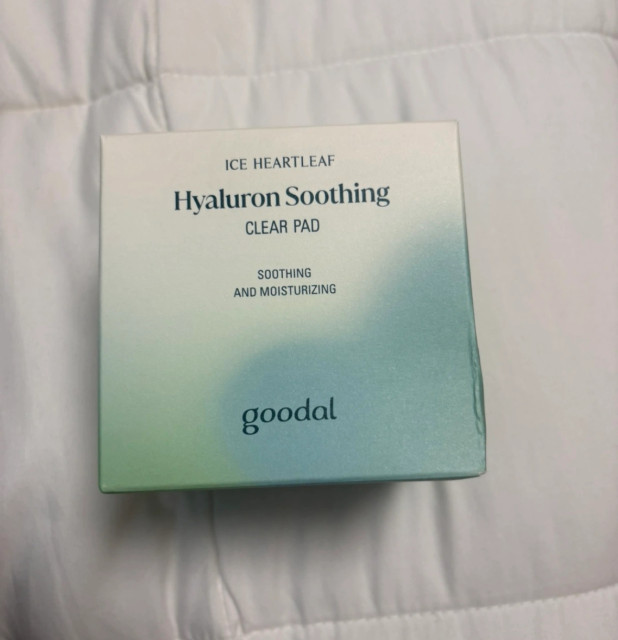 ICE HEARTLEAF
Hyaluron Soothing
CLEAR PAD
SOOTHING
AND MOISTURIZING
goodal